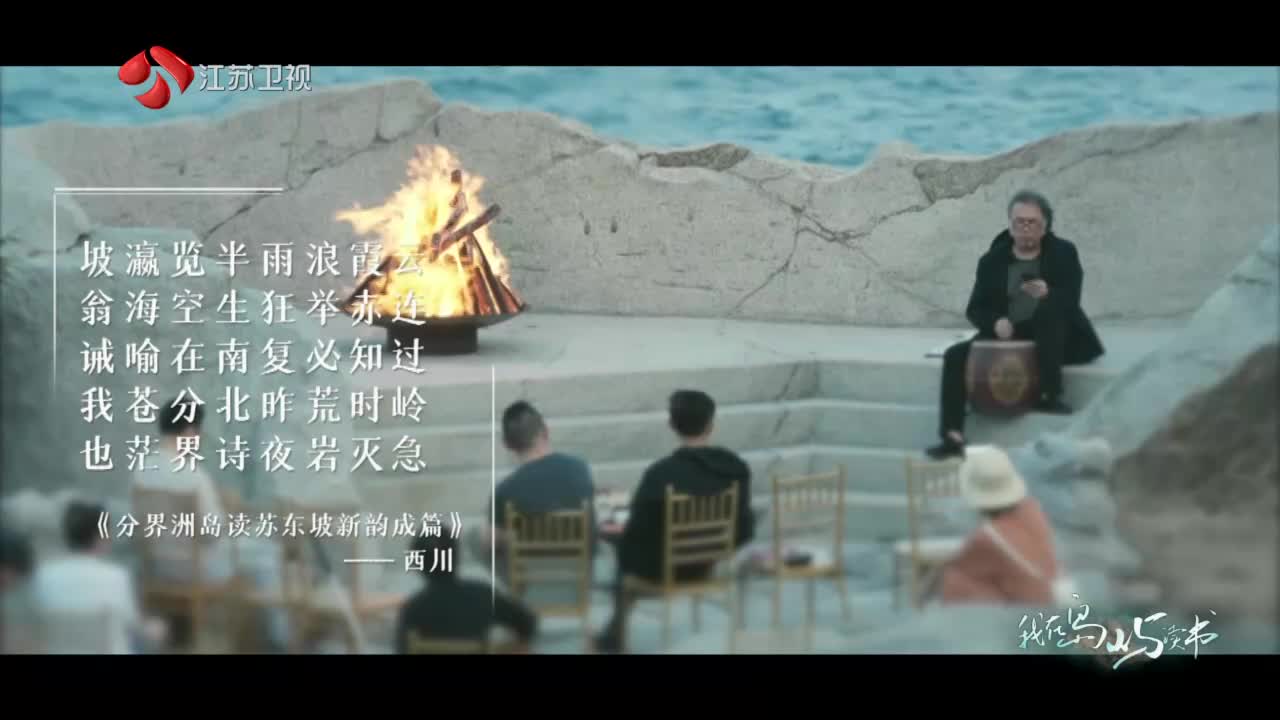 江苏卫视
云连过岭急
霞赤知时灭
浪举必荒岩
雨狂复昨夜
半生南北诗
览空在分界
瀛海喻苍茫
坡翁诫我也
《分界洲岛读苏东坡新韵成篇》
—— 西川
我在岛屿读书